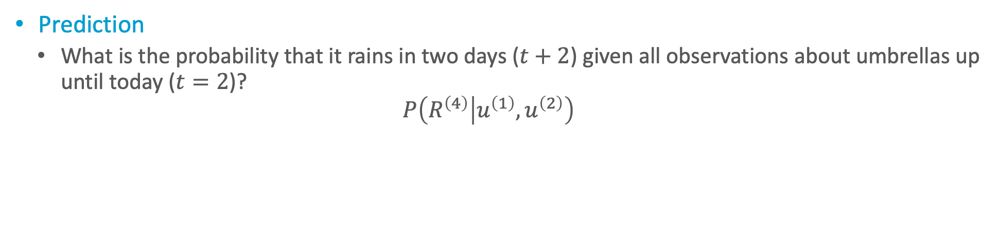 • Prediction
• What is the probability that it rains in two days (𝑡 + 2) given all observations about umbrellas up
until today (𝑡 = 2)?
𝑃(𝑅⁽⁴⁾|𝑢⁽¹⁾, 𝑢⁽²⁾)